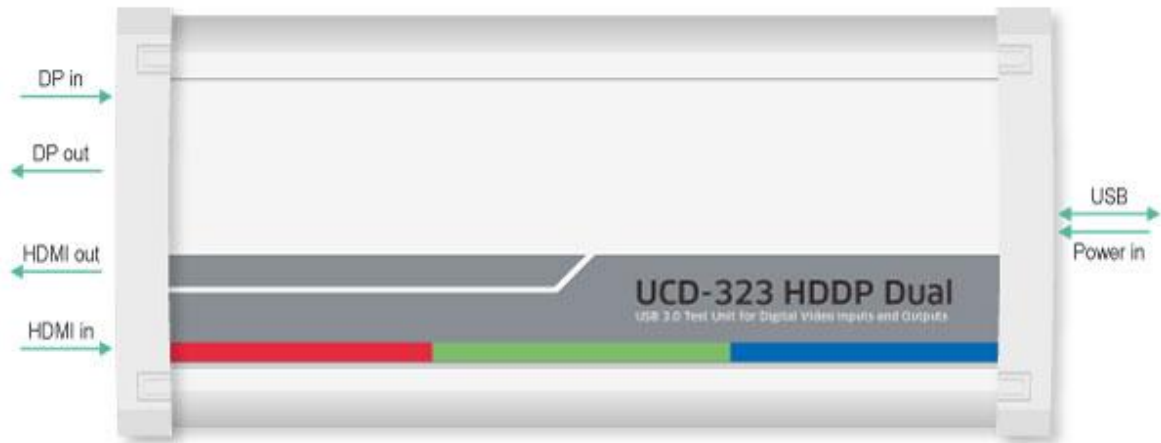 DP in
DP out
HDMI out
HDMI in
UCD-323 HDDP Dual
USB 3.0 Test Unit for Digital Video Inputs and Outputs
USB
Power in